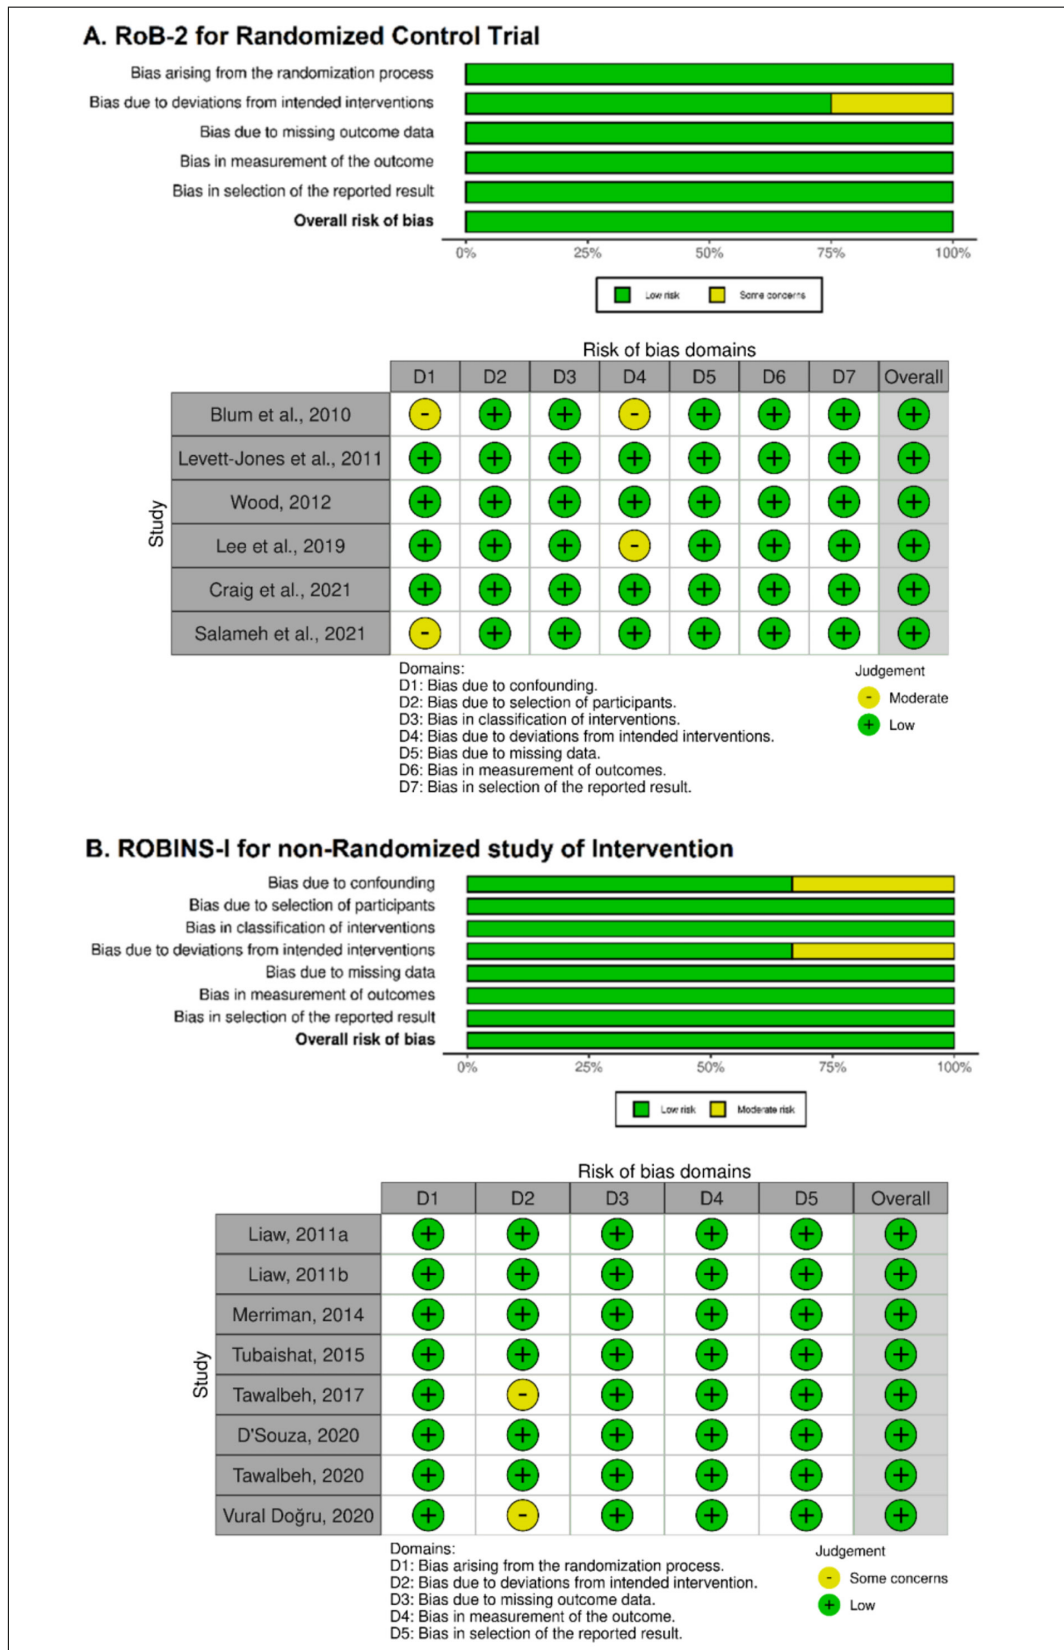 A. RoB-2 for Randomized Control Trial
Bias arising from the randomization process
Bias due to deviations from intended interventions
Bias due to missing outcome data
Bias in measurement of the outcome
Bias in selection of the reported result
Overall risk of bias
0% 25% 50% 75% 100%
Low risk Some concerns
Risk of bias domains
D1 D2 D3 D4 D5 D6 D7 Overall
Study
Blum et al., 2010 - + + - + + + +
Levett-Jones et al., 2011 + + + + + + + +
Wood, 2012 + + + + + + + +
Lee et al., 2019 + + + - + + + +
Craig et al., 2021 + + + + + + + +
Salameh et al., 2021 - + + + + + + +
Domains:
D1: Bias due to confounding.
D2: Bias due to selection of participants.
D3: Bias in classification of interventions.
D4: Bias due to deviations from intended interventions.
D5: Bias due to missing data.
D6: Bias in measurement of outcomes.
D7: Bias in selection of the reported result.
Judgement
- Moderate
+ Low
B. ROBINS-I for non-Randomized study of Intervention
Bias due to confounding
Bias due to selection of participants
Bias in classification of interventions
Bias due to deviations from intended interventions
Bias due to missing data
Bias in measurement of outcomes
Bias in selection of the reported result
Overall risk of bias
0% 25% 50% 75% 100%
Low risk Moderate risk
Risk of bias domains
D1 D2 D3 D4 D5 Overall
Study
Liaw, 2011a + + + + + +
Liaw, 2011b + + + + + +
Merriman, 2014 + + + + + +
Tubaishat, 2015 + + + + + +
Tawalbeh, 2017 + - + + + +
D'Souza, 2020 + + + + + +
Tawalbeh, 2020 + + + + + +
Vural Doğru, 2020 + - + + + +
Domains:
D1: Bias arising from the randomization process.
D2: Bias due to deviations from intended intervention.
D3: Bias due to missing outcome data.
D4: Bias in measurement of the outcome.
D5: Bias in selection of the reported result.
Judgement
- Some concerns
+ Low